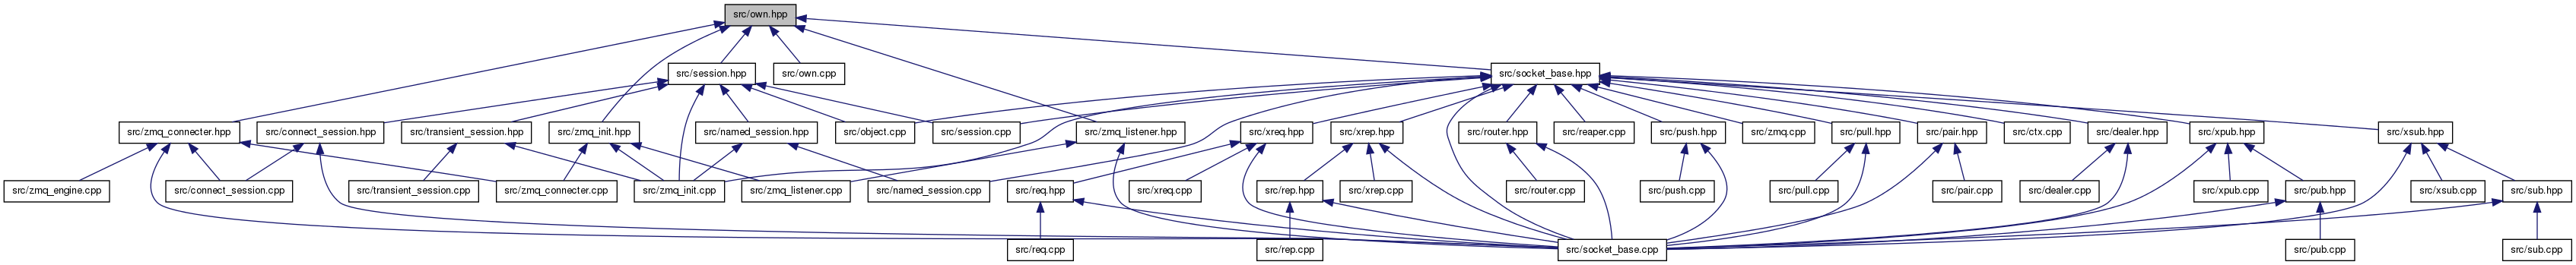 src/own.hpp
src/session.hpp
src/own.cpp
src/socket_base.hpp
src/zmq_connecter.hpp
src/connect_session.hpp
src/transient_session.hpp
src/zmq_init.hpp
src/named_session.hpp
src/object.cpp
src/session.cpp
src/zmq_listener.hpp
src/xreq.hpp
src/xrep.hpp
src/router.hpp
src/reaper.cpp
src/push.hpp
src/zmq.cpp
src/pull.hpp
src/pair.hpp
src/ctx.cpp
src/dealer.hpp
src/xpub.hpp
src/xsub.hpp
src/zmq_engine.cpp
src/connect_session.cpp
src/transient_session.cpp
src/zmq_connecter.cpp
src/zmq_init.cpp
src/zmq_listener.cpp
src/named_session.cpp
src/req.hpp
src/xreq.cpp
src/rep.hpp
src/xrep.cpp
src/router.cpp
src/push.cpp
src/pull.cpp
src/pair.cpp
src/dealer.cpp
src/xpub.cpp
src/pub.hpp
src/xsub.cpp
src/sub.hpp
src/req.cpp
src/rep.cpp
src/socket_base.cpp
src/pub.cpp
src/sub.cpp